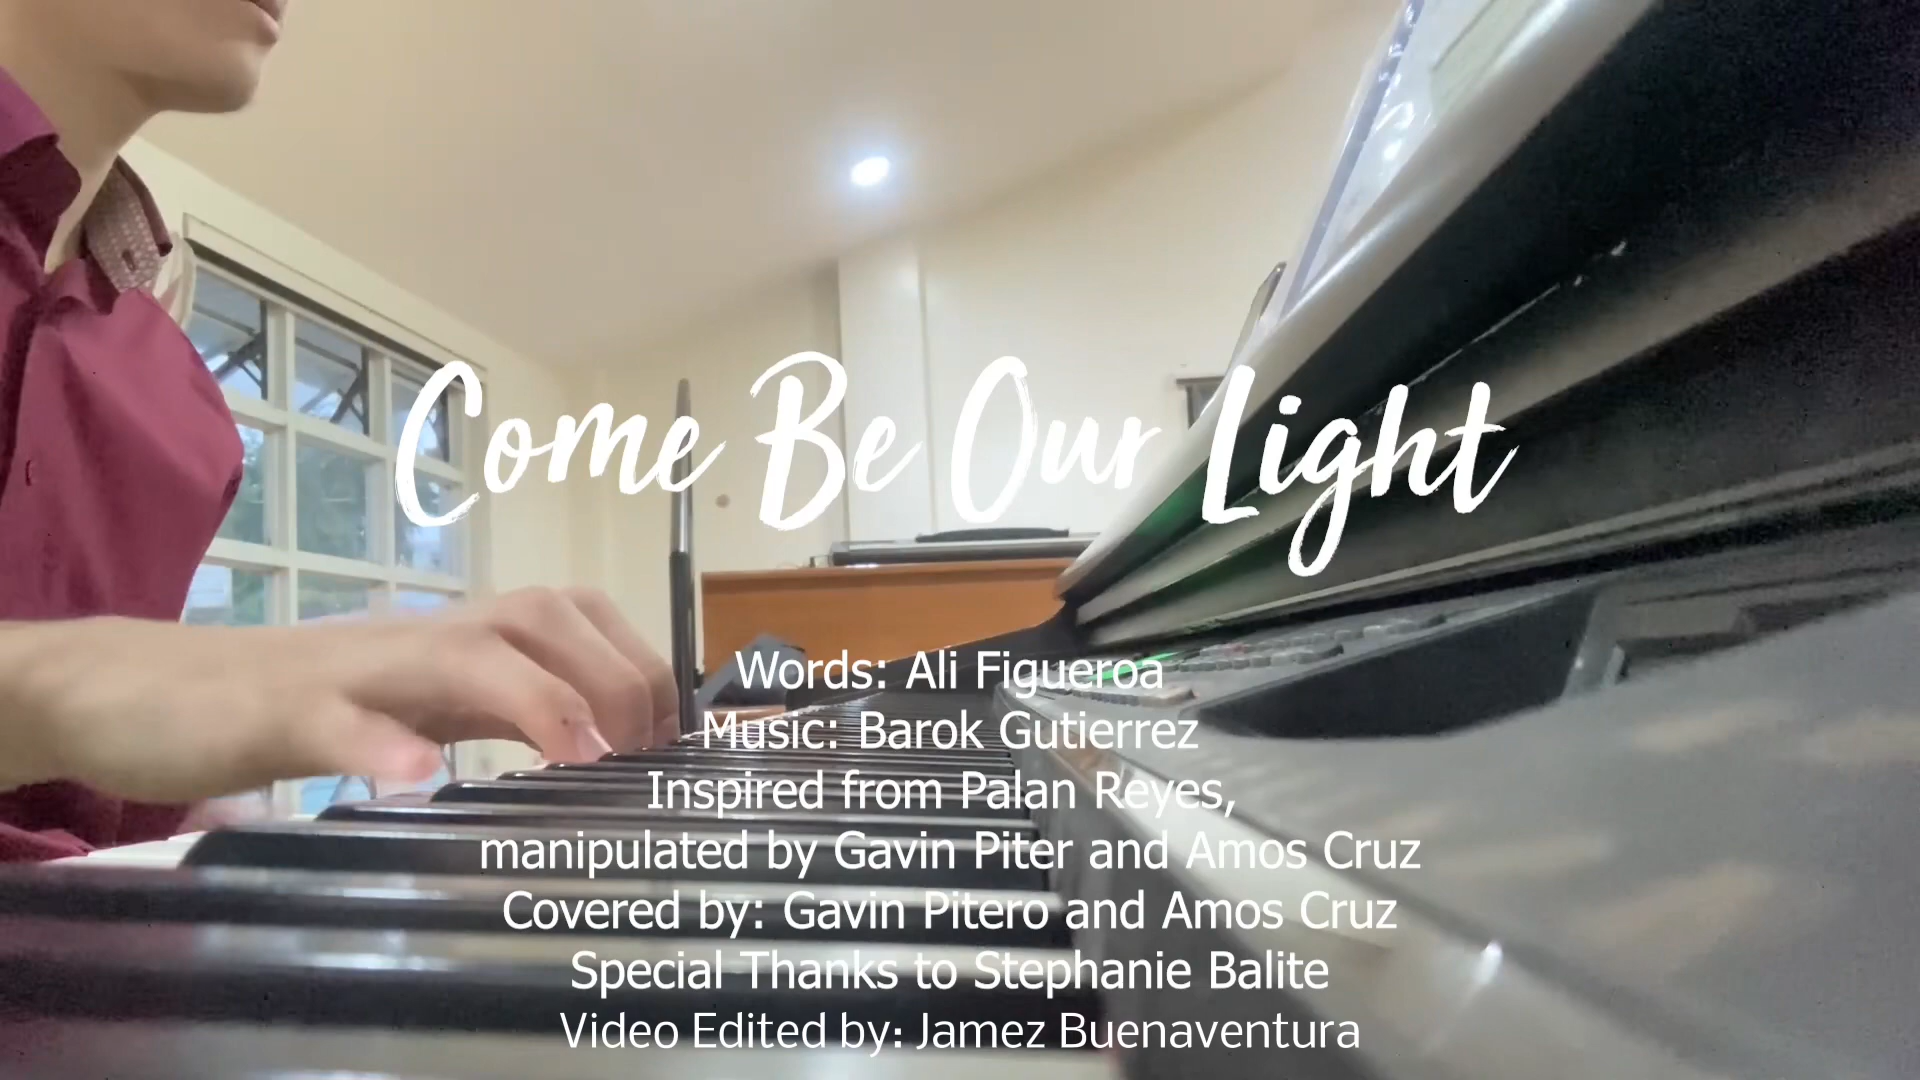 Come Be Our Light
Words: Ali Figueroa
Music: Barok Gutierrez
Inspired from Palan Reyes,
manipulated by Gavin Piter and Amos Cruz
Covered by: Gavin Pitero and Amos Cruz
Special Thanks to Stephanie Balite
Video Edited by: Jamez Buenaventura